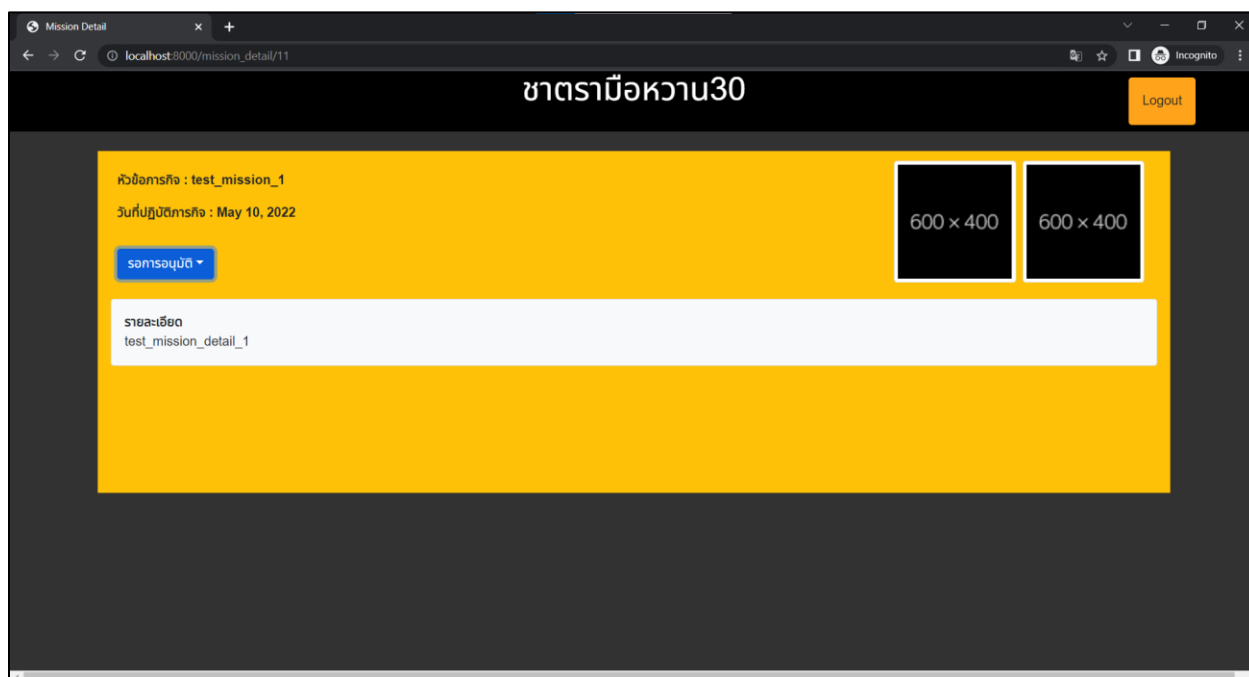 Mission Detail
localhost:8000/mission_detail/11
Incognito
ชาตรามือหวาน30
Logout
หัวข้อภารกิจ : test_mission_1
วันที่ปฏิบัติภารกิจ : May 10, 2022
600 × 400
600 × 400
รอการอนุมัติ
รายละเอียด
test_mission_detail_1